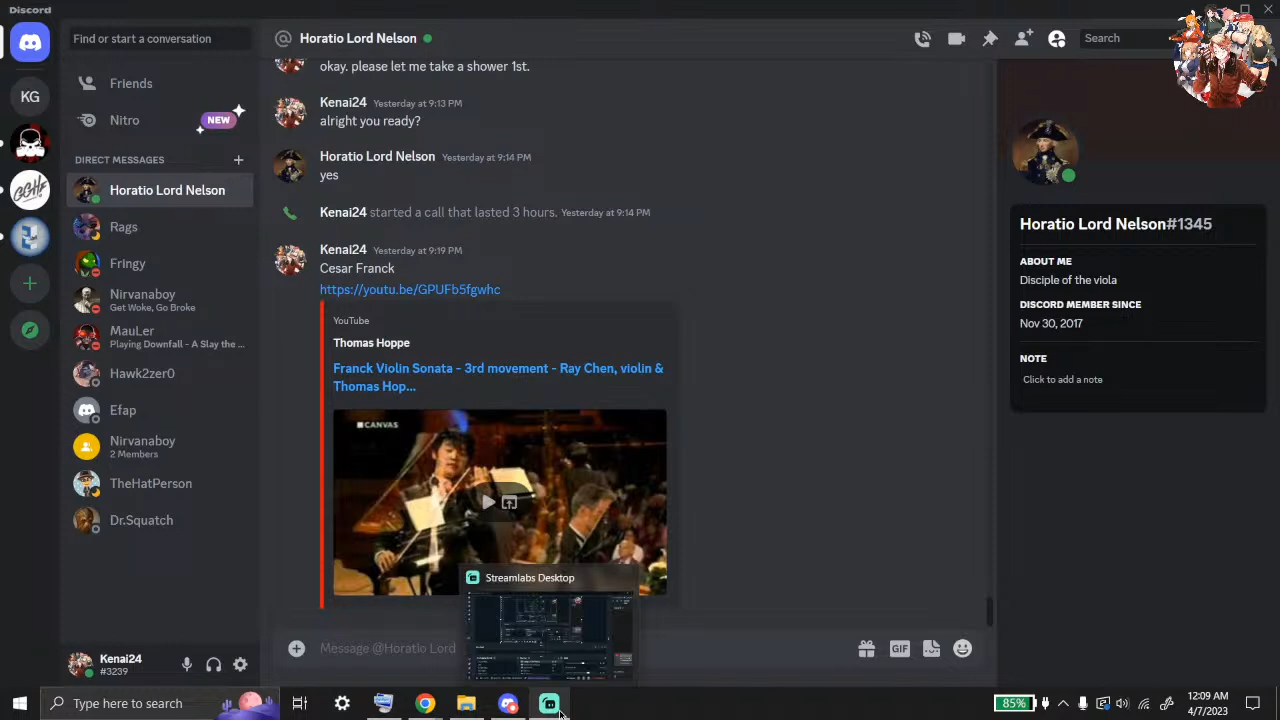 Discord
Find or start a conversation
Horatio Lord Nelson
Search
KG
Friends
Nitro
NEW
DIRECT MESSAGES
Horatio Lord Nelson
Rags
Fringy
Nirvanaboy
Get Woke, Go Broke
MauLer
Playing Downfall - A Slay the ...
Hawk2zer0
Efap
Nirvanaboy
2 Members
TheHatPerson
Dr.Squatch
Kenai24
#3299
okay. please let me take a shower 1st.
Kenai24 Yesterday at 9:13 PM
alright you ready?
Horatio Lord Nelson Yesterday at 9:14 PM
yes
Kenai24 started a call that lasted 3 hours. Yesterday at 9:14 PM
Kenai24 Yesterday at 9:19 PM
Cesar Franck
https://youtu.be/GPUFb5fgwhc
YouTube
Thomas Hoppe
Franck Violin Sonata - 3rd movement - Ray Chen, violin &
Thomas Hop...
CANVAS
Streamlabs Desktop
Message @Horatio Lord
GIF
Horatio Lord Nelson#1345
ABOUT ME
Disciple of the viola
DISCORD MEMBER SINCE
Nov 30, 2017
NOTE
Click to add a note
Type here to search
85%
12:09 AM
4/7/2023